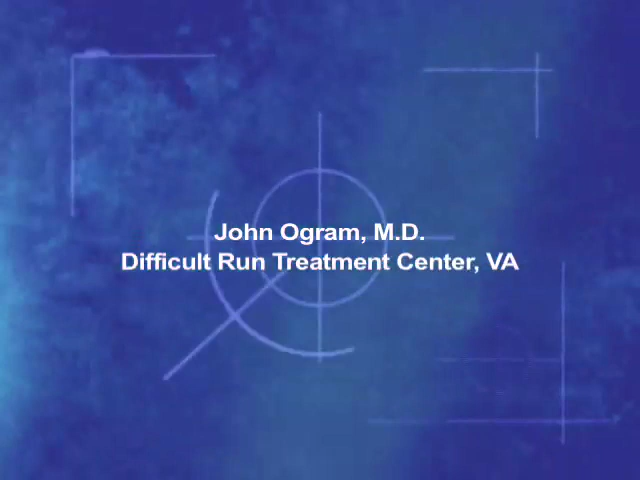 John Ogram, M.D.
Difficult Run Treatment Center, VA